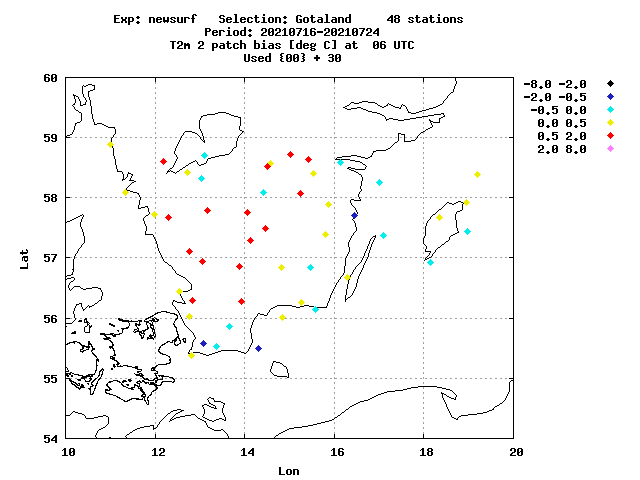 Exp: newsurf   Selection: Gotaland     48 stations
Period: 20210716-20210724
T2m 2 patch bias [deg C] at  06 UTC
Used {00} + 30
-8.0 -2.0
-2.0 -0.5
-0.5 0.0
0.0 0.5
0.5 2.0
2.0 8.0
60
59
58
57
56
55
54
Lat
10 12 14 16 18 20
Lon